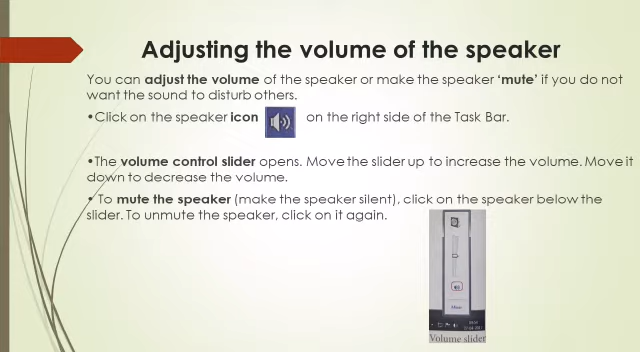 Adjusting the volume of the speaker
You can adjust the volume of the speaker or make the speaker ‘mute’ if you do not
want the sound to disturb others.
•Click on the speaker icon on the right side of the Task Bar.
•The volume control slider opens. Move the slider up to increase the volume. Move it
down to decrease the volume.
• To mute the speaker (make the speaker silent), click on the speaker below the
slider. To unmute the speaker, click on it again.
Volume slider